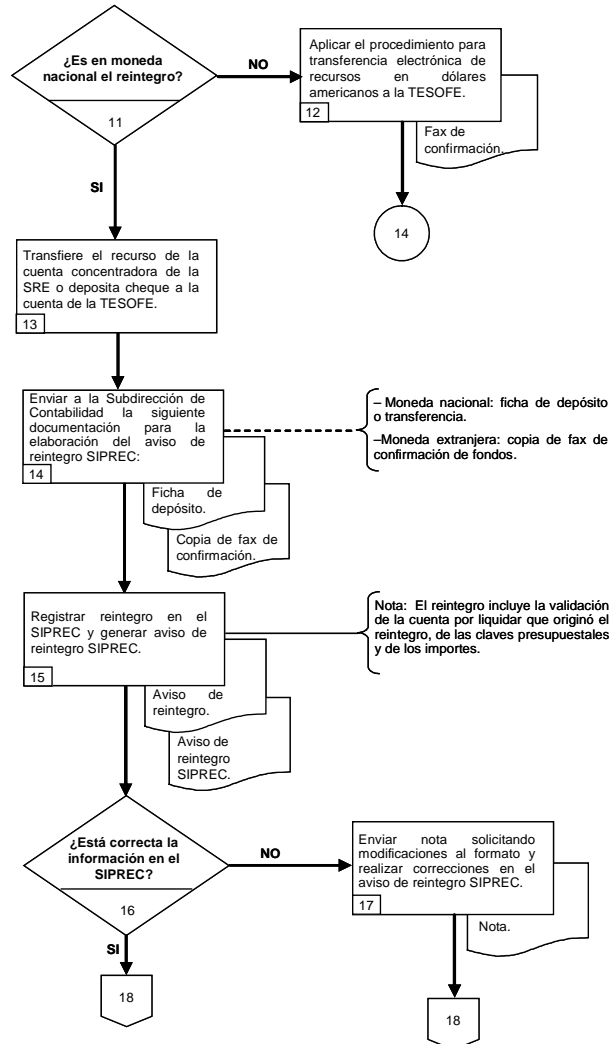 ¿Es en moneda
nacional el reintegro?
11
NO
SI
Aplicar el procedimiento para
transferencia electrónica de
recursos en dólares
americanos a la TESOFE.
12
Fax de
confirmación.
14
Transfiere el recurso de la
cuenta concentradora de la
SRE o deposita cheque a la
cuenta de la TESOFE.
13
Enviar a la Subdirección de
Contabilidad la siguiente
documentación para la
elaboración del aviso de
reintegro SIPREC:
14
Ficha de
depósito.
Copia de fax de
confirmación.
– Moneda nacional: ficha de depósito
o transferencia.
–Moneda extranjera: copia de fax de
confirmación de fondos.
Registrar reintegro en el
SIPREC y generar aviso de
reintegro SIPREC.
15
Aviso de
reintegro.
Aviso de
reintegro
SIPREC.
Nota: El reintegro incluye la validación
de la cuenta por liquidar que originó el
reintegro, de las claves presupuestales
y de los importes.
¿Está correcta la
información en el
SIPREC?
16
NO
SI
18
Enviar nota solicitando
modificaciones al formato y
realizar correcciones en el
aviso de reintegro SIPREC.
17
Nota.
18